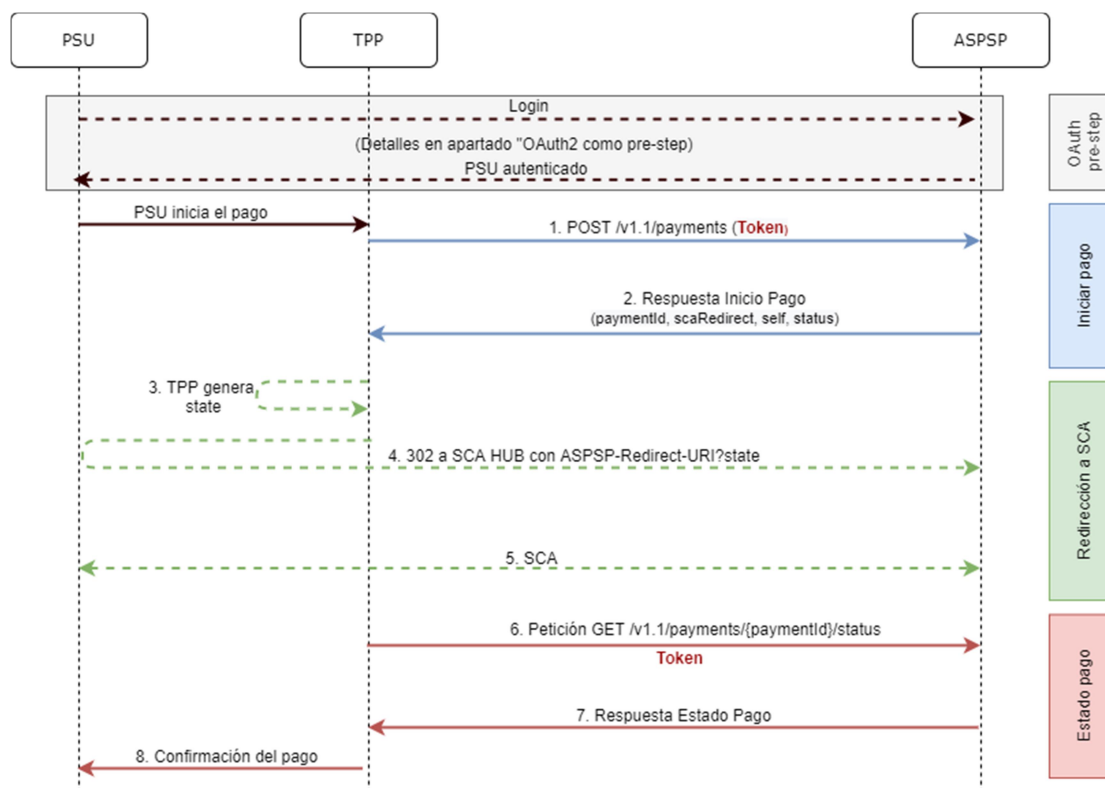 PSU
TPP
ASPSP
Login
(Detalles en apartado "OAuth2 como pre-step)
PSU autenticado
OAuth
pre-step
PSU inicia el pago
1. POST /v1.1/payments (Token)
2. Respuesta Inicio Pago
(paymentId, scaRedirect, self, status)
Iniciar pago
3. TPP genera
state
4. 302 a SCA HUB con ASPSP-Redirect-URI?state
5. SCA
Redirección a SCA
6. Petición GET /v1.1/payments/{paymentId}/status
Token
7. Respuesta Estado Pago
8. Confirmación del pago
Estado pago